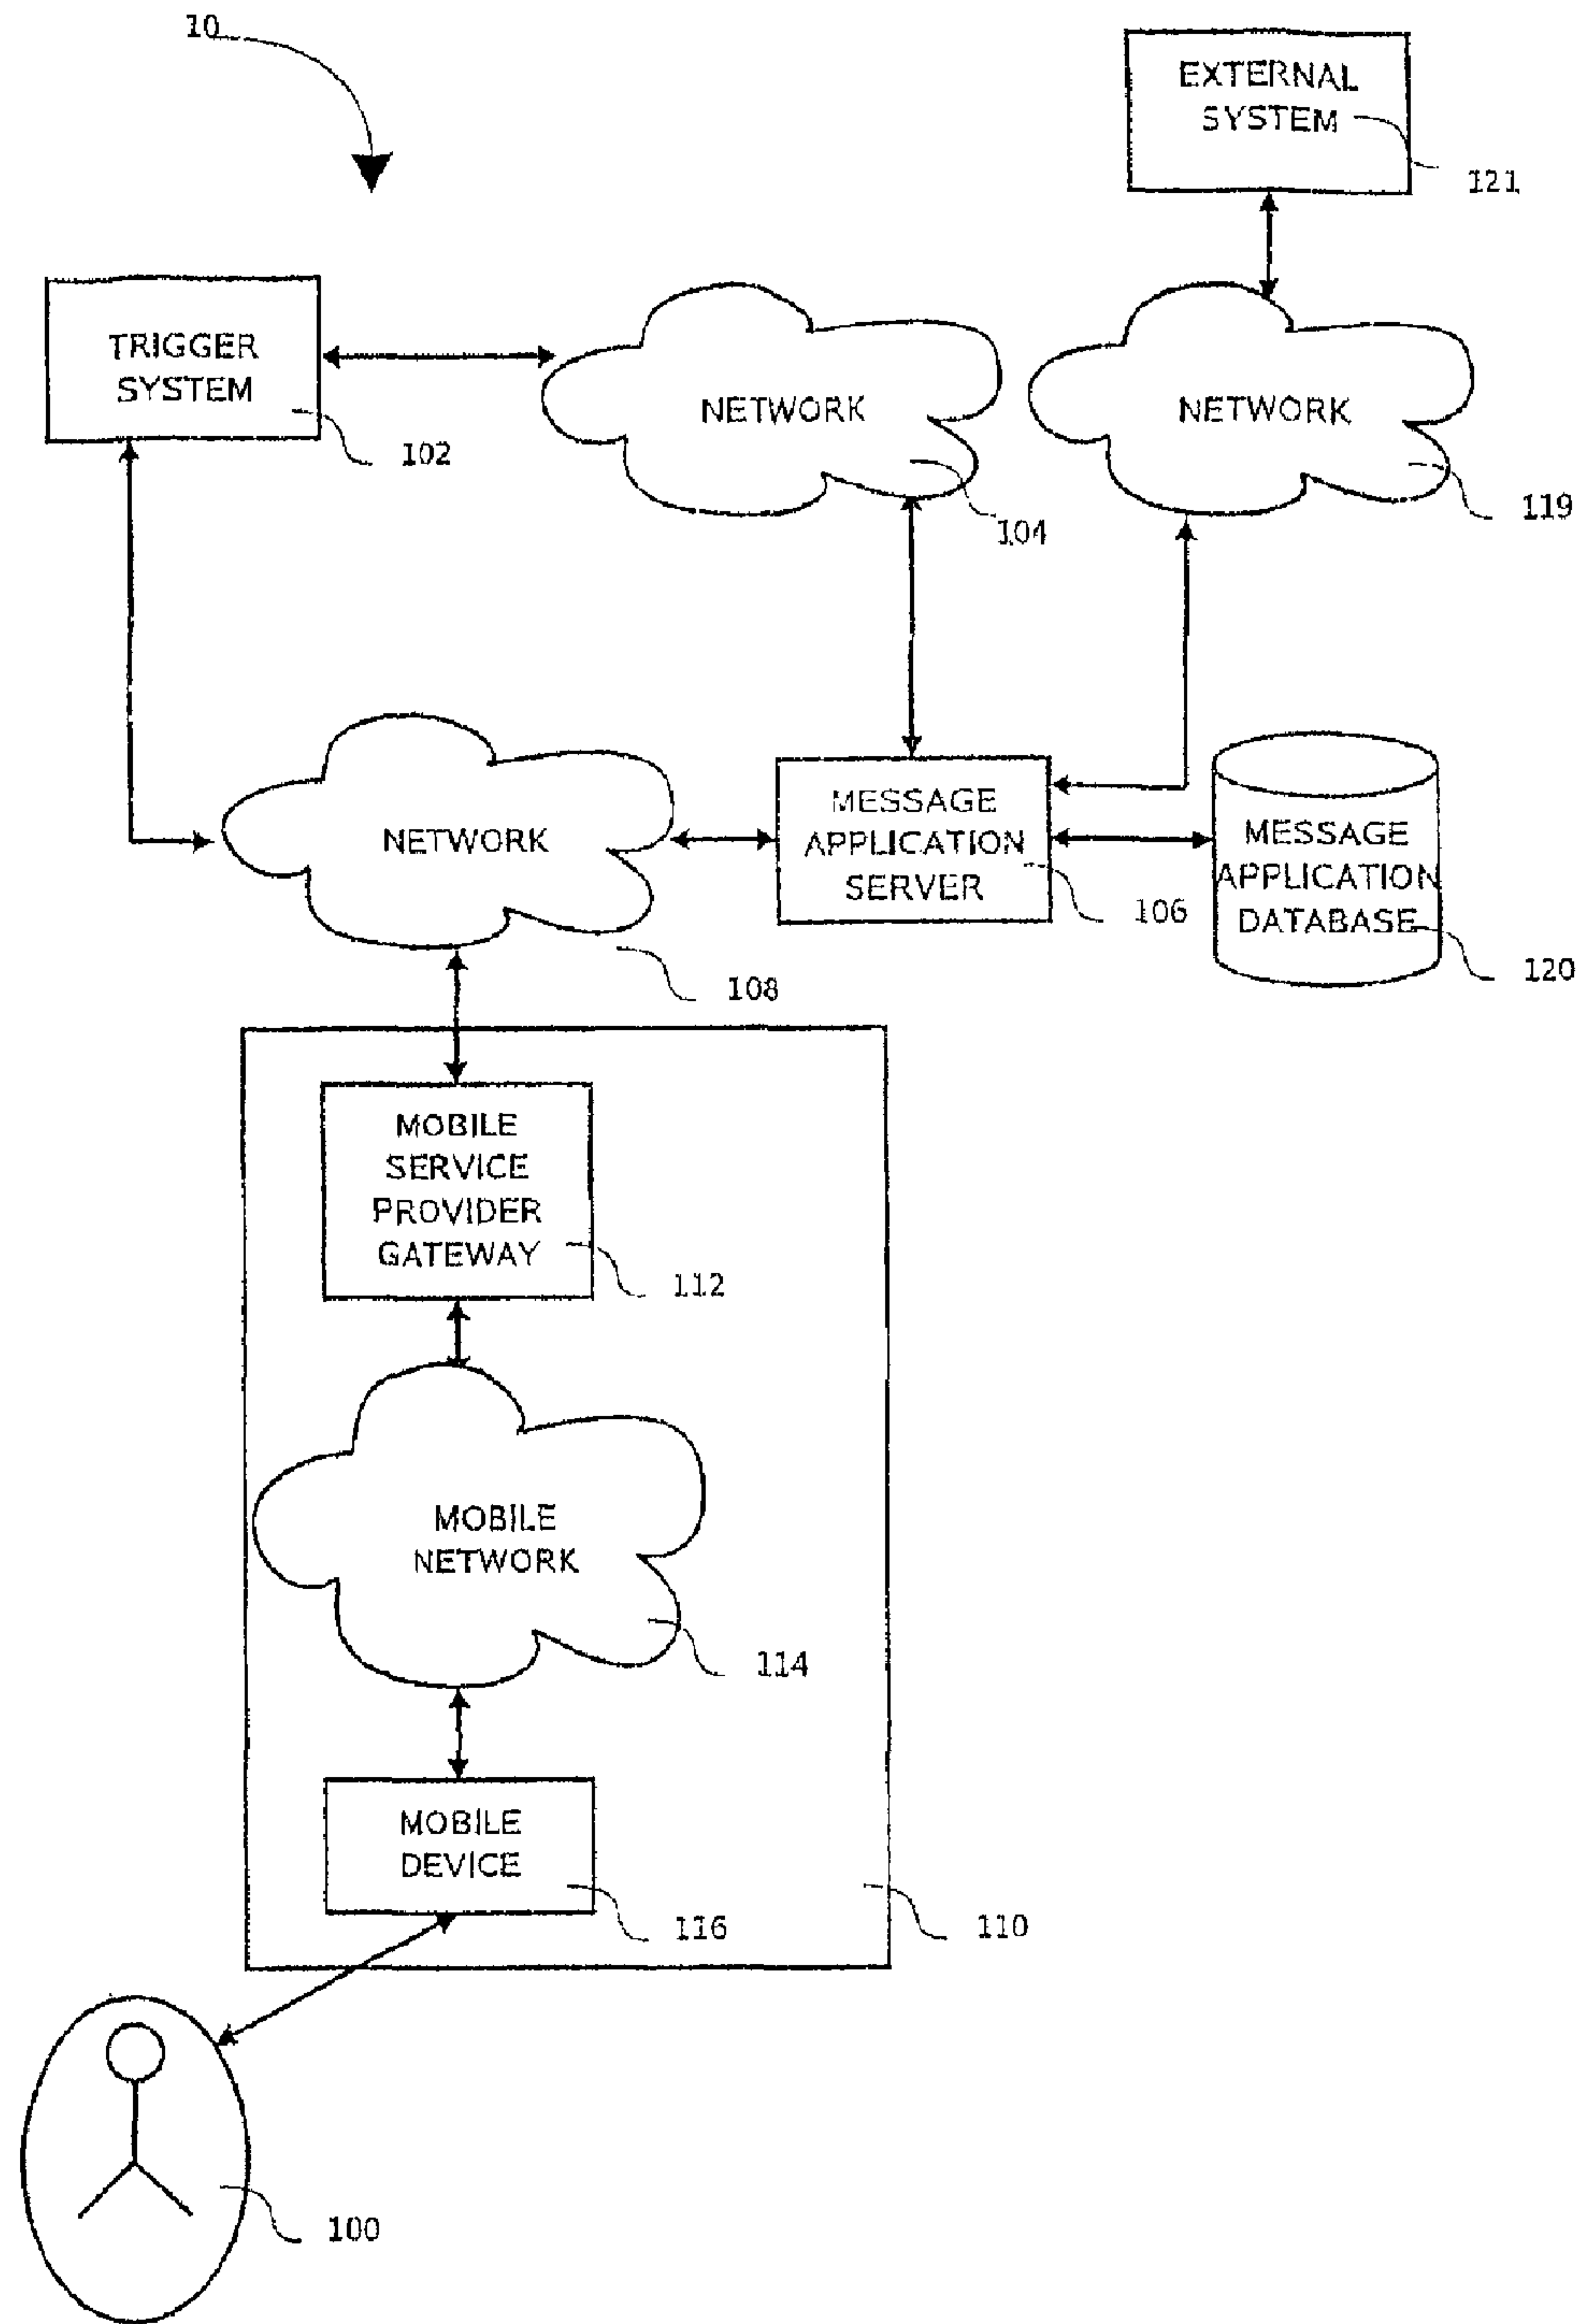 10
EXTERNAL
SYSTEM
121
TRIGGER
SYSTEM
102
NETWORK
104
NETWORK
119
NETWORK
108
MESSAGE
APPLICATION
SERVER
106
MESSAGE
APPLICATION
DATABASE
120
MOBILE
SERVICE
PROVIDER
GATEWAY
112
MOBILE
NETWORK
114
MOBILE
DEVICE
116
110
100